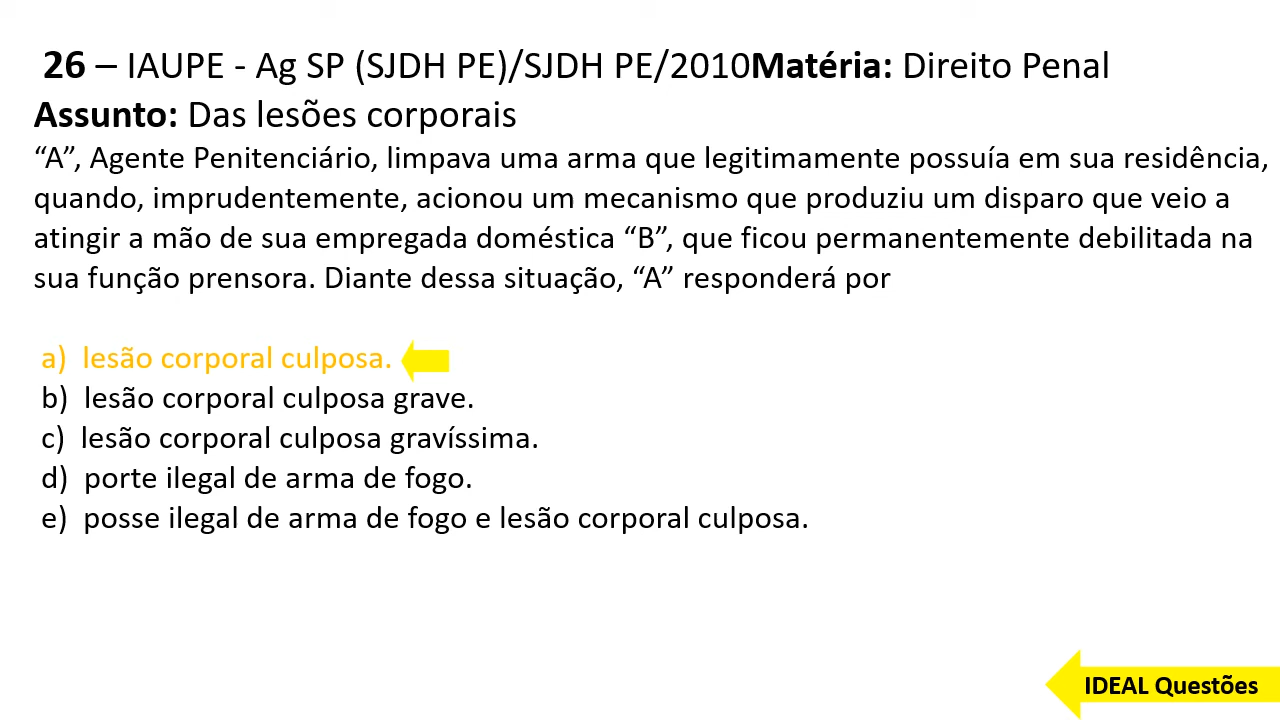 26 – IAUPE - Ag SP (SJDH PE)/SJDH PE/2010Matéria: Direito Penal
Assunto: Das lesões corporais
“A”, Agente Penitenciário, limpava uma arma que legitimamente possuía em sua residência,
quando, imprudentemente, acionou um mecanismo que produziu um disparo que veio a
atingir a mão de sua empregada doméstica “B”, que ficou permanentemente debilitada na
sua função prensora. Diante dessa situação, “A” responderá por
a) lesão corporal culposa.
b) lesão corporal culposa grave.
c) lesão corporal culposa gravíssima.
d) porte ilegal de arma de fogo.
e) posse ilegal de arma de fogo e lesão corporal culposa.
IDEAL Questões